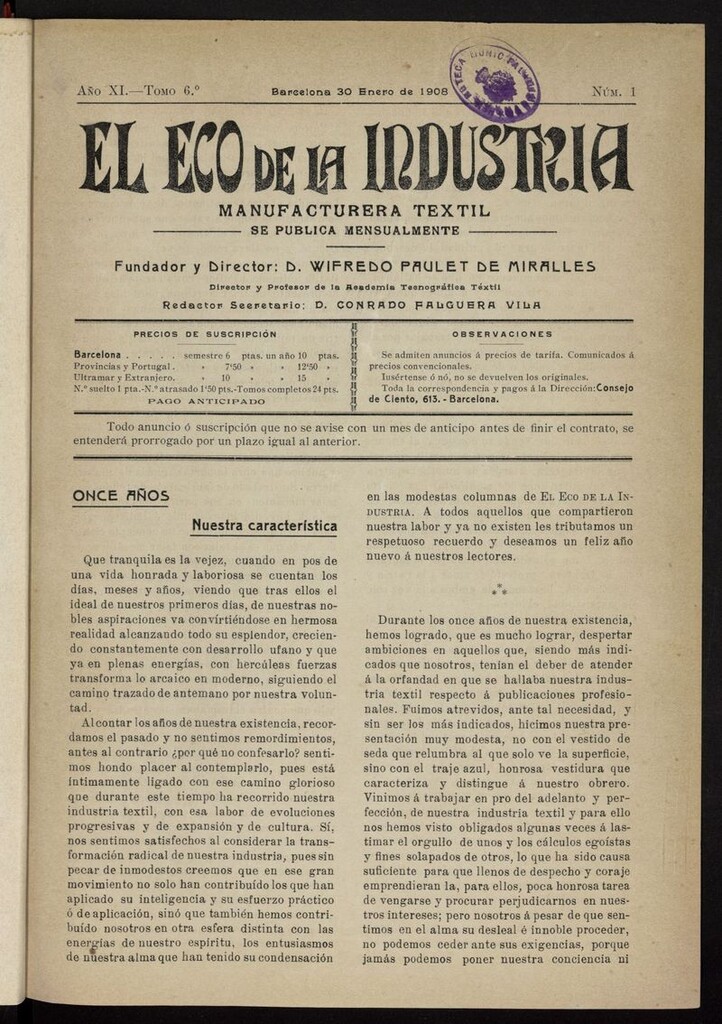 Año XI.—Tomo 6.º
Barcelona 30 Enero de 1908
Núm. 1
EL ECO DE LA INDUSTRIA
MANUFACTURERA TEXTIL
SE PUBLICA MENSUALMENTE
Fundador y Director: D. WIFREDO PAULET DE MIRALLES
Director y Profesor de la Academia Tecnográfica Téxtil
Redactor Secretario: D. CONRADO FALGUERA VILA
PRECIOS DE SUSCRIPCIÓN
Barcelona . . . . . semestre 6 ptas. un año 10 ptas.
Provincias y Portugal . » 7'50 » » 12'50 »
Ultramar y Extranjero. » 10 » » 15 »
N.º suelto 1 pta.-N.º atrasado 1'50 pts.-Tomos completos 24 pts.
PAGO ANTICIPADO
OBSERVACIONES
Se admiten anuncios á precios de tarifa. Comunicados á
precios convencionales.
Insértense ó nó, no se devuelven los originales.
Toda la correspondencia y pagos á la Dirección: Consejo
de Ciento, 613. - Barcelona.
Todo anuncio ó suscripción que no se avise con un mes de anticipo antes de finir el contrato, se
entenderá prorrogado por un plazo igual al anterior.
ONCE AÑOS
Nuestra característica
Que tranquila es la vejez, cuando en pos de
una vida honrada y laboriosa se cuentan los
días, meses y años, viendo que tras ellos el
ideal de nuestros primeros días, de nuestras no-
bles aspiraciones va convírtiéndose en hermosa
realidad alcanzando todo su esplendor, crecien-
do constantemente con desarrollo ufano y que
ya en plenas energías, con hercúleas fuerzas
transforma lo arcaico en moderno, siguiendo el
camino trazado de antemano por nuestra volun-
tad.
Al contar los años de nuestra existencia, recor-
damos el pasado y no sentimos remordimientos,
antes al contrario ¿por qué no confesarlo? senti-
mos hondo placer al contemplarlo, pues está
íntimamente ligado con ese camino glorioso
que durante este tiempo ha recorrido nuestra
industria textil, con esa labor de evoluciones
progresivas y de expansión y de cultura. Sí,
nos sentimos satisfechos al considerar la trans-
formación radical de nuestra industria, pues sin
pecar de inmodestos creemos que en ese gran
movimiento no solo han contribuído los que han
aplicado su inteligencia y su esfuerzo práctico
ó de aplicación, sinó que también hemos contri-
buído nosotros en otra esfera distinta con las
energías de nuestro espíritu, los entusiasmos
de nuestra alma que han tenido su condensación
en las modestas columnas de El Eco de la In-
dustria. A todos aquellos que compartieron
nuestra labor y ya no existen les tributamos un
respetuoso recuerdo y deseamos un feliz año
nuevo á nuestros lectores.
⁂
Durante los once años de nuestra existencia,
hemos logrado, que es mucho lograr, despertar
ambiciones en aquellos que, siendo más indi-
cados que nosotros, tenían el deber de atender
á la orfandad en que se hallaba nuestra indus-
tria textil respecto á publicaciones profesio-
nales. Fuimos atrevidos, ante tal necesidad, y
sin ser los más indicados, hicimos nuestra pre-
sentación muy modesta, no con el vestido de
seda que relumbra al que solo ve la superficie,
sino con el traje azul, honrosa vestidura que
caracteriza y distingue á nuestro obrero.
Vinimos á trabajar en pro del adelanto y per-
fección, de nuestra industria textil y para ello
nos hemos visto obligados algunas veces á las-
timar el orgullo de unos y los cálculos egoístas
y fines solapados de otros, lo que ha sido causa
suficiente para que llenos de despecho y coraje
emprendieran la, para ellos, poca honrosa tarea
de vengarse y procurar perjudicarnos en nues-
tros intereses; pero nosotros á pesar de que sen-
timos en el alma su desleal é innoble proceder,
no podemos ceder ante sus exigencias, porque
jamás podemos poner nuestra conciencia ni